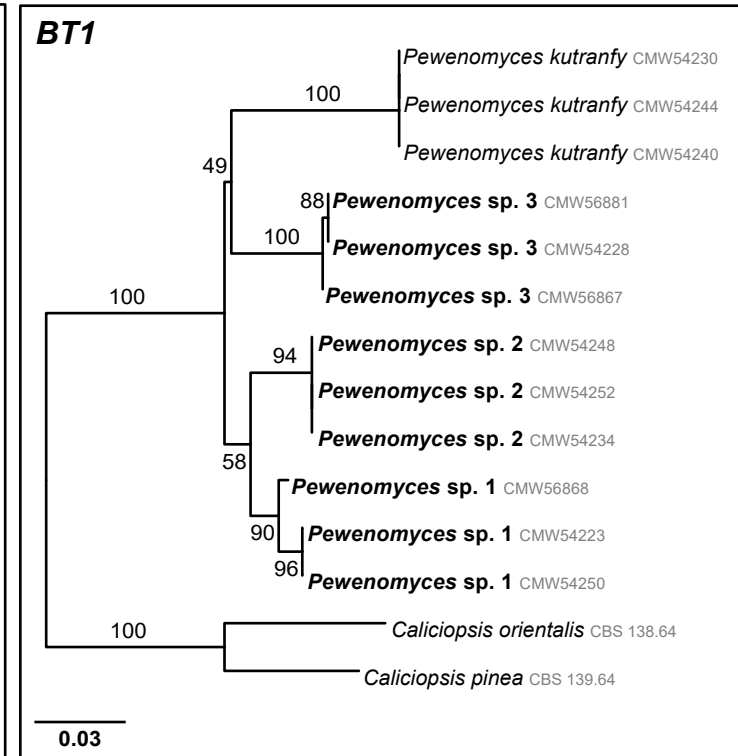 BT1
Pewenomyces kutranfy CMW54230
100
Pewenomyces kutranfy CMW54244
Pewenomyces kutranfy CMW54240
49
88 Pewenomyces sp. 3 CMW56881
100
Pewenomyces sp. 3 CMW54228
Pewenomyces sp. 3 CMW56867
100
Pewenomyces sp. 2 CMW54248
94
Pewenomyces sp. 2 CMW54252
Pewenomyces sp. 2 CMW54234
58
Pewenomyces sp. 1 CMW56868
90
Pewenomyces sp. 1 CMW54223
96
Pewenomyces sp. 1 CMW54250
100
Caliciopsis orientalis CBS 138.64
Caliciopsis pinea CBS 139.64
0.03